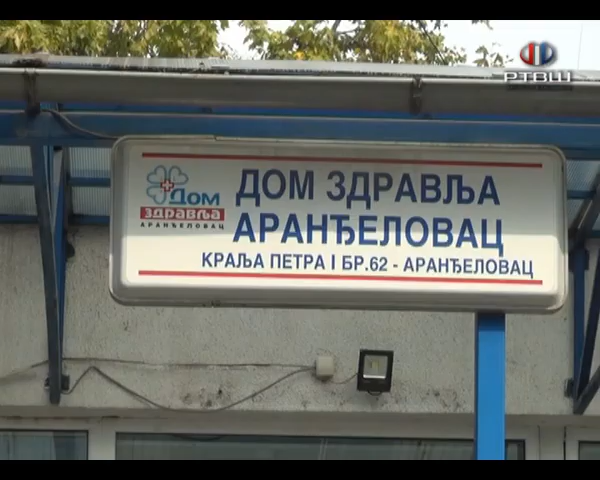 РТВШ
Дом
здравља
АРАНЂЕЛОВАЦ
ДОМ ЗДРАВЉА
АРАНЂЕЛОВАЦ
КРАЉА ПЕТРА I БР.62 - АРАНЂЕЛОВАЦ